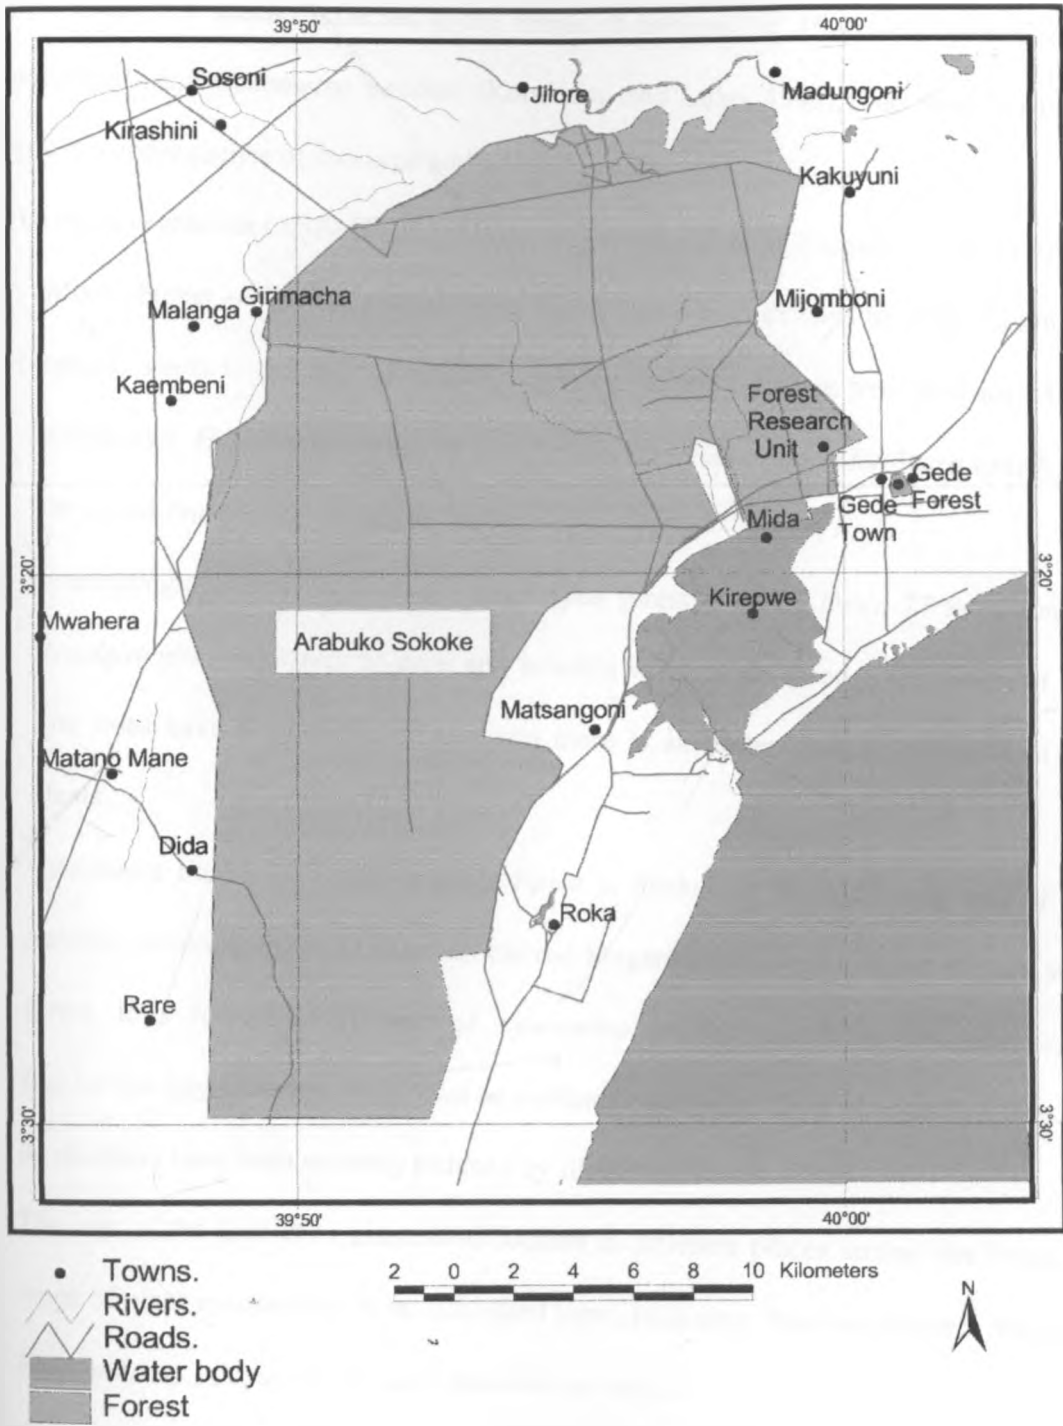 39°50' 40°00'
Sosoni
Jilore
Madungoni
Kirashini
Kakuyuni
Girimacha
Malanga
Mijomboni
Kaembeni
Forest
Research
Unit
Gede
Forest
Gede
Town
Mida
3°20' 3°20'
Kirepwe
Mwahera
Arabuko Sokoke
Matsangoni
Matano Mane
Dida
Roka
Rare
3°30' 3°30'
39°50' 40°00'
Towns.
Rivers.
Roads.
Water body
Forest
2 0 2 4 6 8 10 Kilometers
N